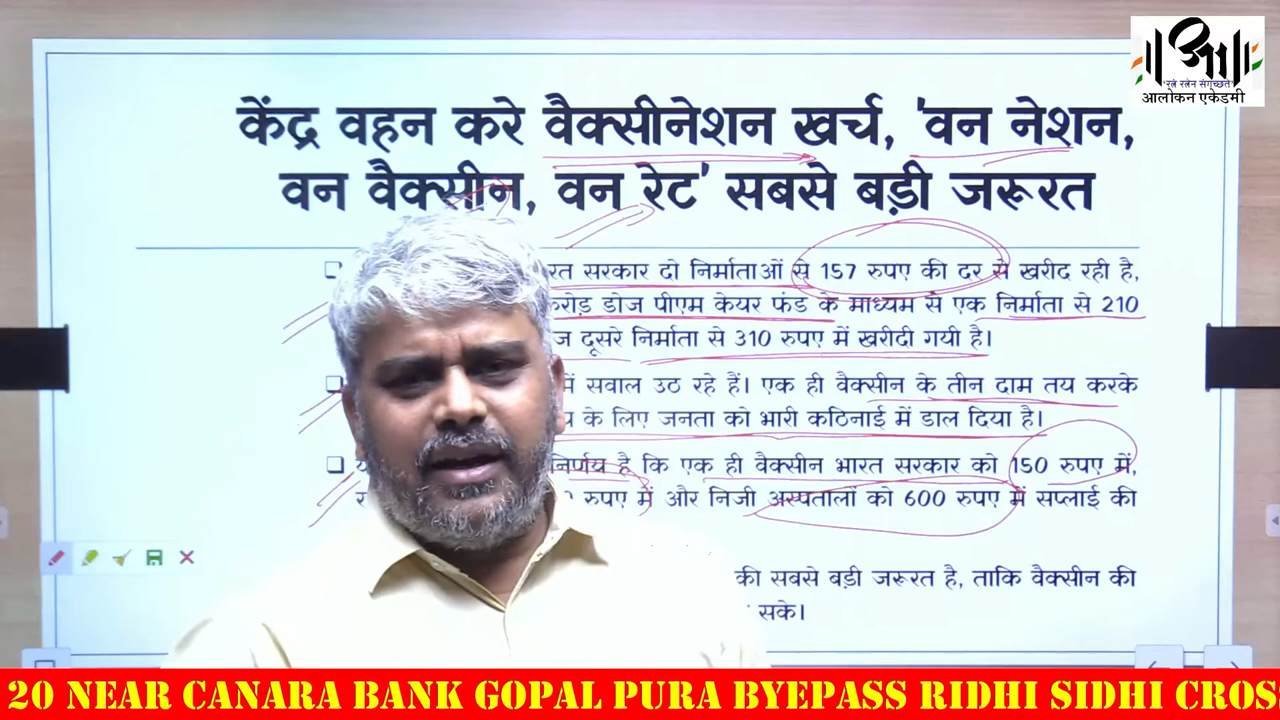 रत्ने रत्नेन संगच्छते
आलोकन एकेडमी
केंद्र वहन करे वैक्सीनेशन खर्च, 'वन नेशन,
वन वैक्सीन, वन रेट' सबसे बड़ी जरूरत
सरकार दो निर्माताओं से 157 रुपए की दर से खरीद रही है,
डोज पीएम केयर फंड के माध्यम से एक निर्माता से 210
दूसरे निर्माता से 310 रुपए में खरीदी गयी है।
में सवाल उठ रहे हैं। एक ही वैक्सीन के तीन दाम तय करके
के लिए जनता को भारी कठिनाई में डाल दिया है।
निर्णय है कि एक ही वैक्सीन भारत सरकार को 150 रुपए में,
रुपए में और निजी अस्पतालों को 600 रुपए में सप्लाई की
की सबसे बड़ी जरूरत है, ताकि वैक्सीन की
सके।
20 NEAR CANARA BANK GOPAL PURA BYEPASS RIDHI SIDHI CROS